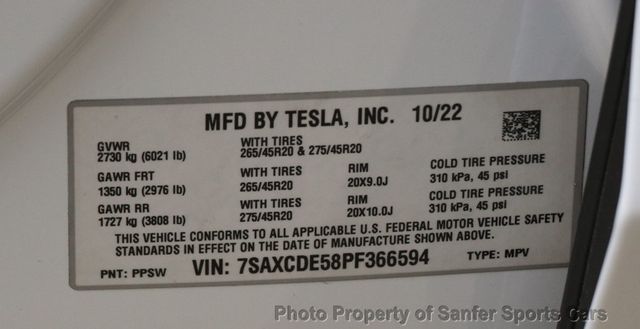 MFD BY TESLA, INC. 10/22
GVWR
2730 kg (6021 lb)
WITH TIRES
265/45R20 & 275/45R20
GAWR FRT
1350 kg (2976 lb)
WITH TIRES
265/45R20
RIM
20X9.0J
COLD TIRE PRESSURE
310 kPa, 45 psi
GAWR RR
1727 kg (3808 lb)
WITH TIRES
275/45R20
RIM
20X10.0J
COLD TIRE PRESSURE
310 kPa, 45 psi
THIS VEHICLE CONFORMS TO ALL APPLICABLE U.S. FEDERAL MOTOR VEHICLE SAFETY
STANDARDS IN EFFECT ON THE DATE OF MANUFACTURE SHOWN ABOVE.
PNT: PPSW VIN: 7SAXCDE58PF366594 TYPE: MPV
Photo Property of Sanfer Sports Cars